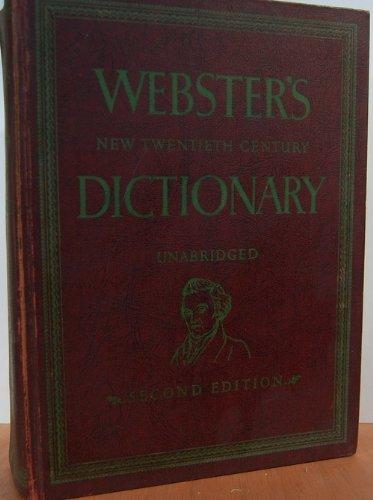 WEBSTER'S
NEW TWENTIETH CENTURY
DICTIONARY
UNABRIDGED
SECOND EDITION